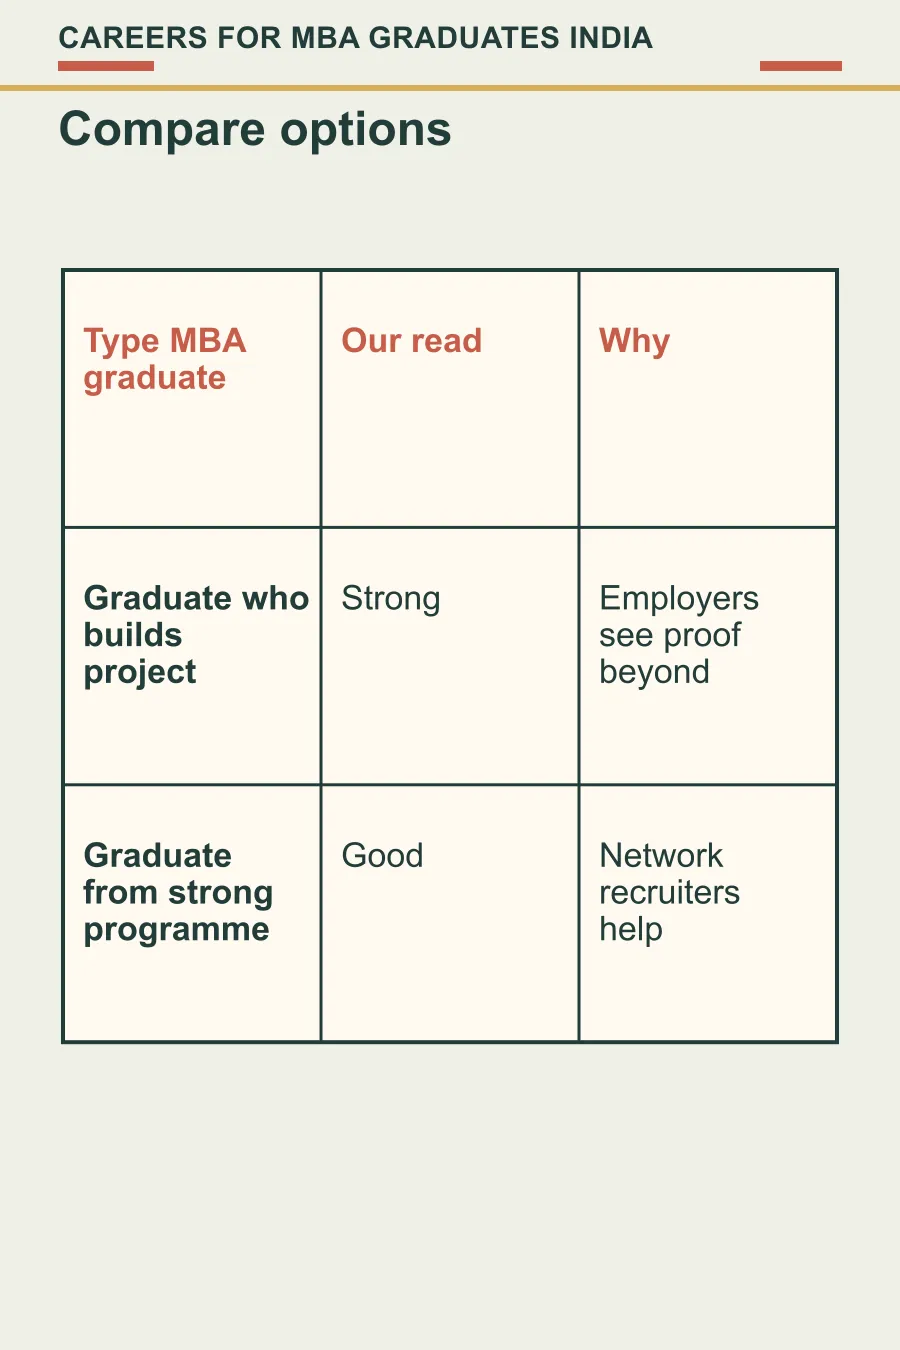 CAREERS FOR MBA GRADUATES INDIA
Compare options
Type MBA
graduate
Our read
Why
Graduate who
builds
project
Strong
Employers
see proof
beyond
Graduate
from strong
programme
Good
Network
recruiters
help